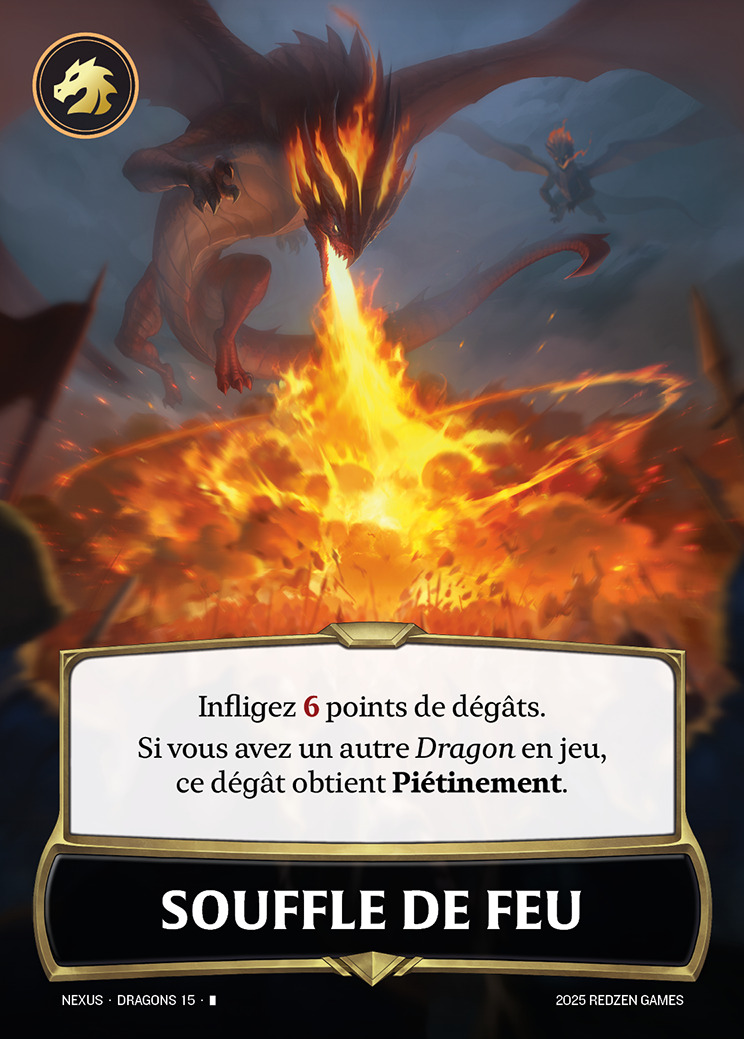 Infligez 6 points de dégâts.
Si vous avez un autre Dragon en jeu,
ce dégât obtient Piétinement.
SOUFFLE DE FEU
NEXUS · DRAGONS 15 · ▮
2025 REDZEN GAMES